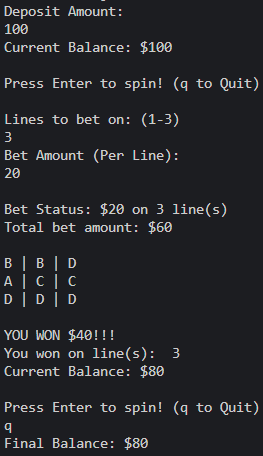 Deposit Amount:
100
Current Balance: $100
Press Enter to spin! (q to Quit)
Lines to bet on: (1-3)
3
Bet Amount (Per Line):
20
Bet Status: $20 on 3 line(s)
Total bet amount: $60
B | B | D
A | C | C
D | D | D
YOU WON $40!!!
You won on line(s):  3
Current Balance: $80
Press Enter to spin! (q to Quit)
q
Final Balance: $80